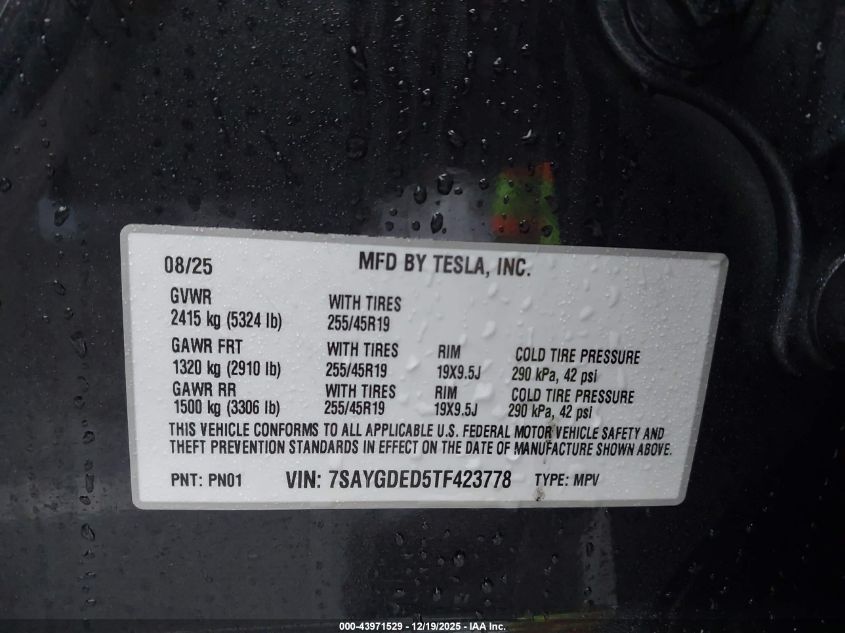 08/25 MFD BY TESLA, INC.
GVWR WITH TIRES
2415 kg (5324 lb) 255/45R19
GAWR FRT WITH TIRES RIM COLD TIRE PRESSURE
1320 kg (2910 lb) 255/45R19 19X9.5J 290 kPa, 42 psi
GAWR RR WITH TIRES RIM COLD TIRE PRESSURE
1500 kg (3306 lb) 255/45R19 19X9.5J 290 kPa, 42 psi
THIS VEHICLE CONFORMS TO ALL APPLICABLE U.S. FEDERAL MOTOR VEHICLE SAFETY AND
THEFT PREVENTION STANDARDS IN EFFECT ON THE DATE OF MANUFACTURE SHOWN ABOVE.
PNT: PN01 VIN: 7SAYGDED5TF423778 TYPE: MPV
000-43971529 - 12/19/2025 - IAA Inc.